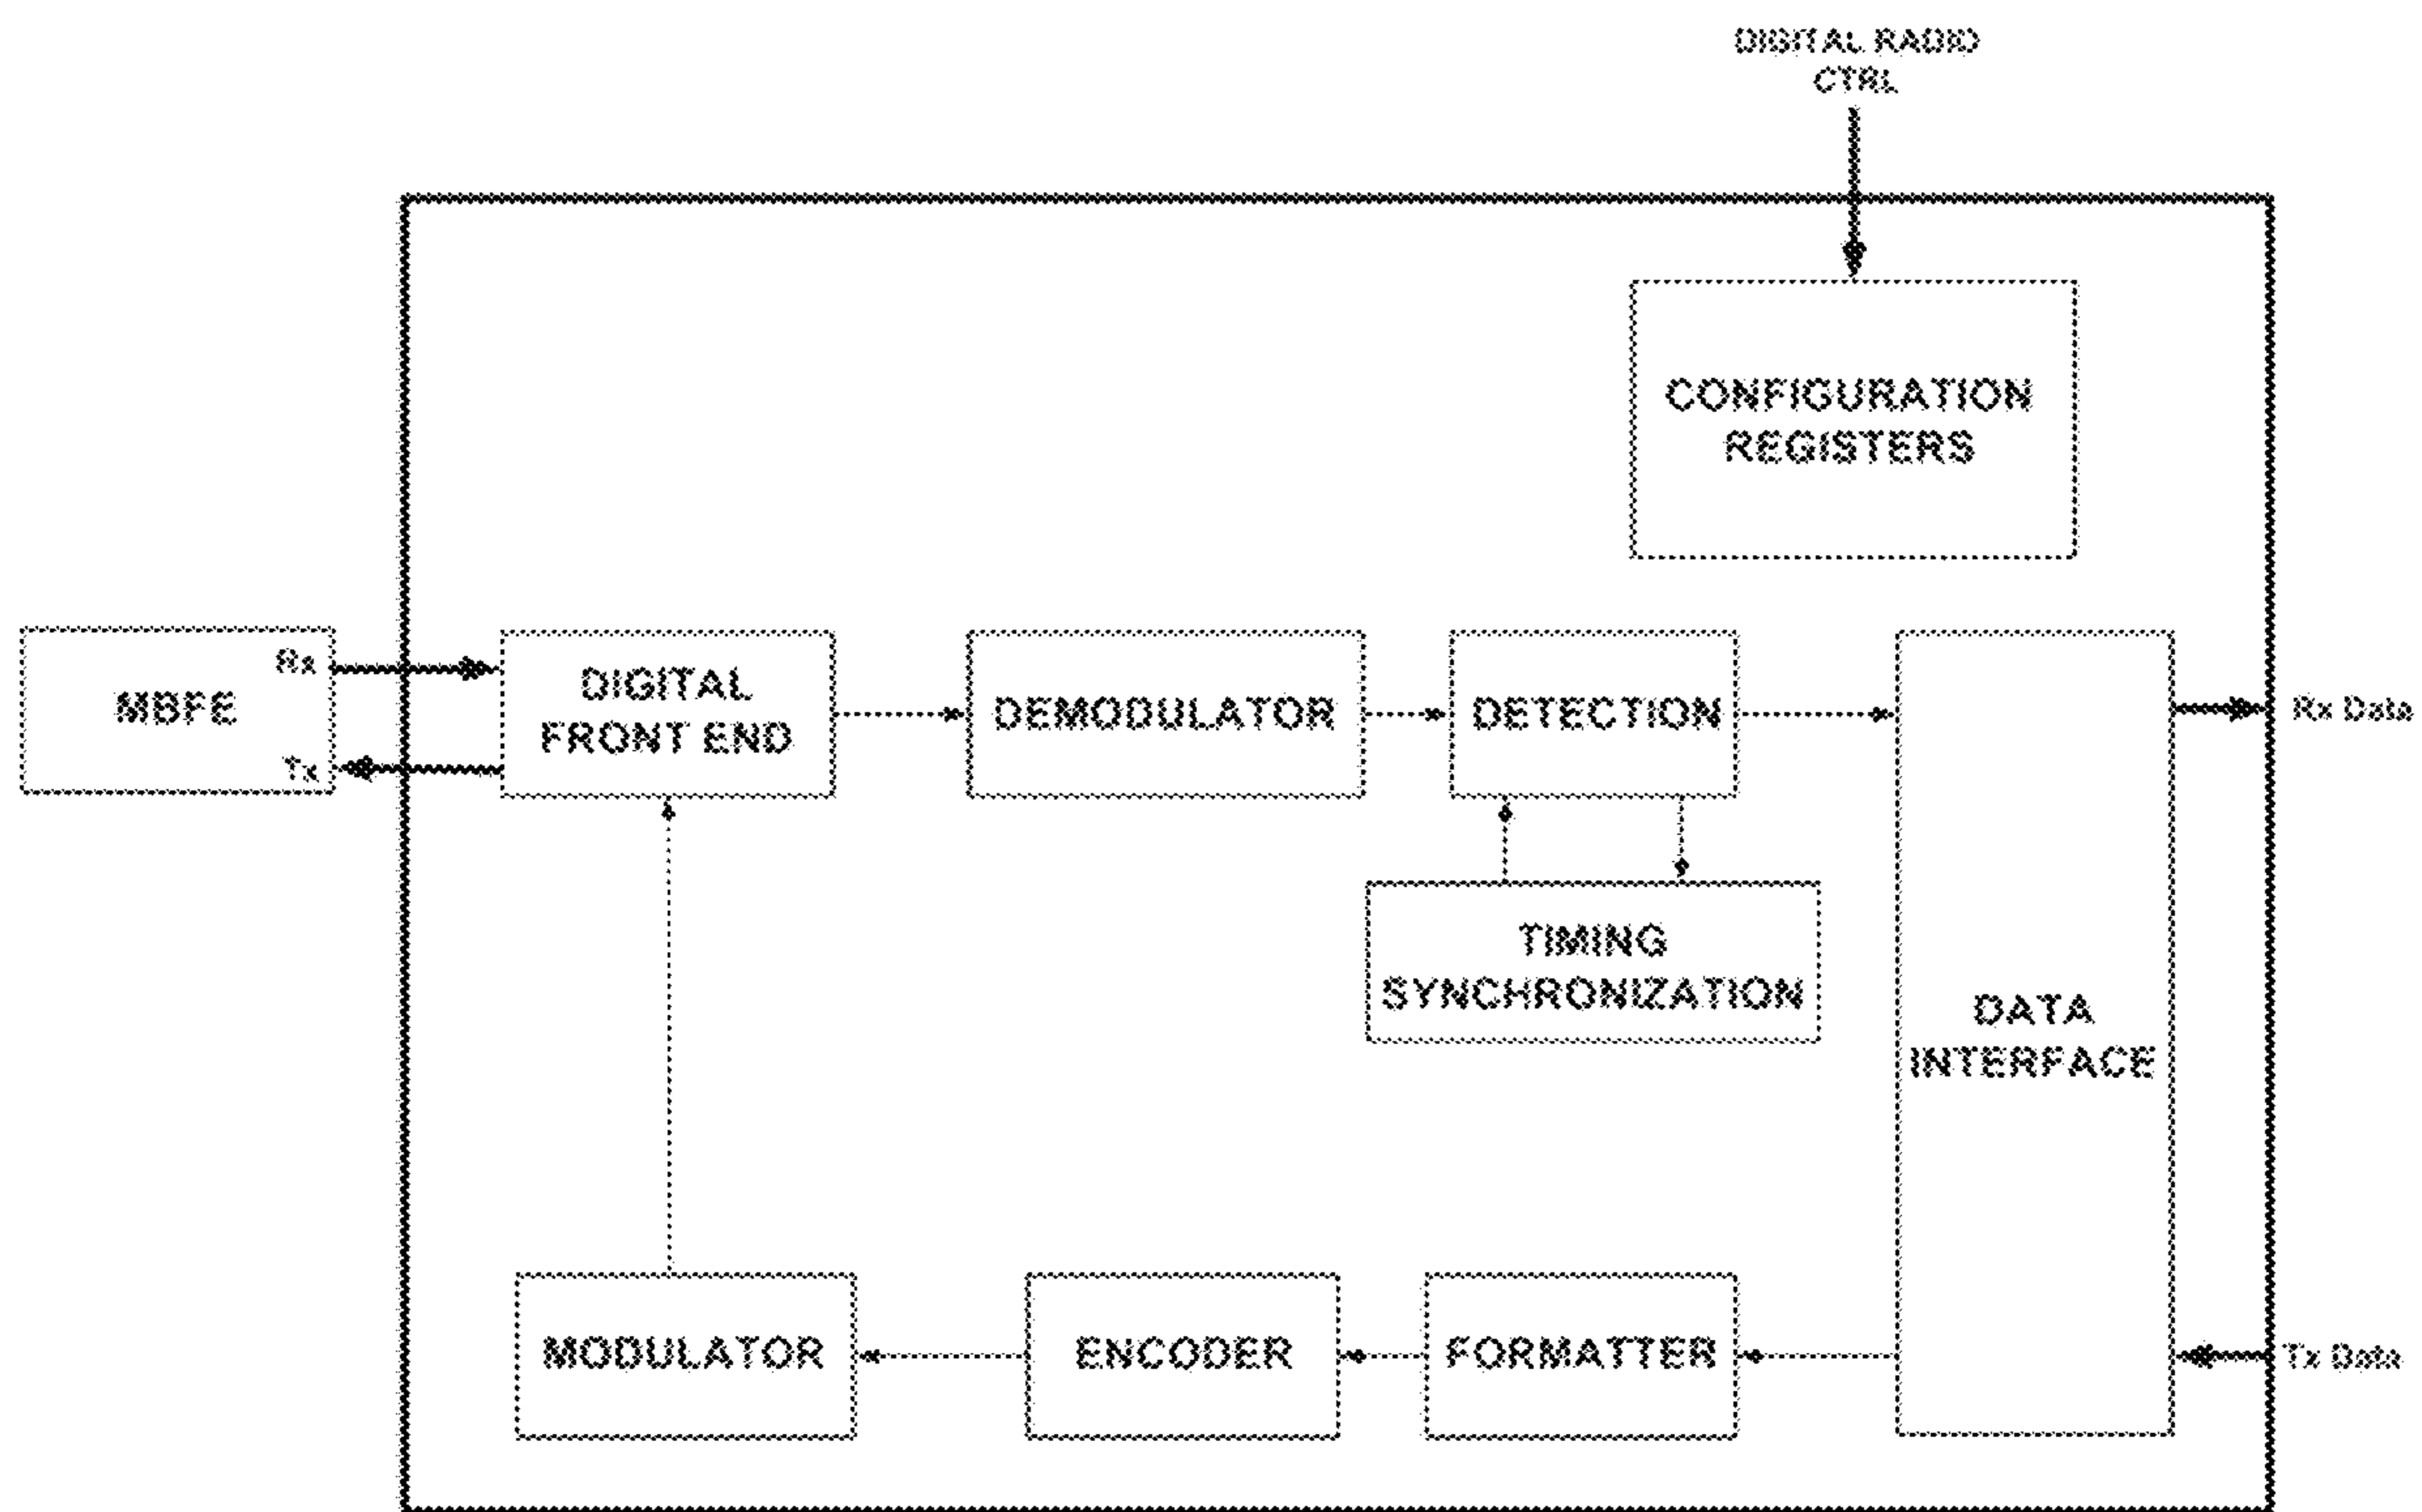 DIGITAL RADIO
CTRL
CONFIGURATION
REGISTERS
MBFE
Rx
Tx
DIGITAL
FRONT END
DEMODULATOR
DETECTION
Rx Data
TIMING
SYNCHRONIZATION
DATA
INTERFACE
MODULATOR
ENCODER
FORMATTER
Tx Data